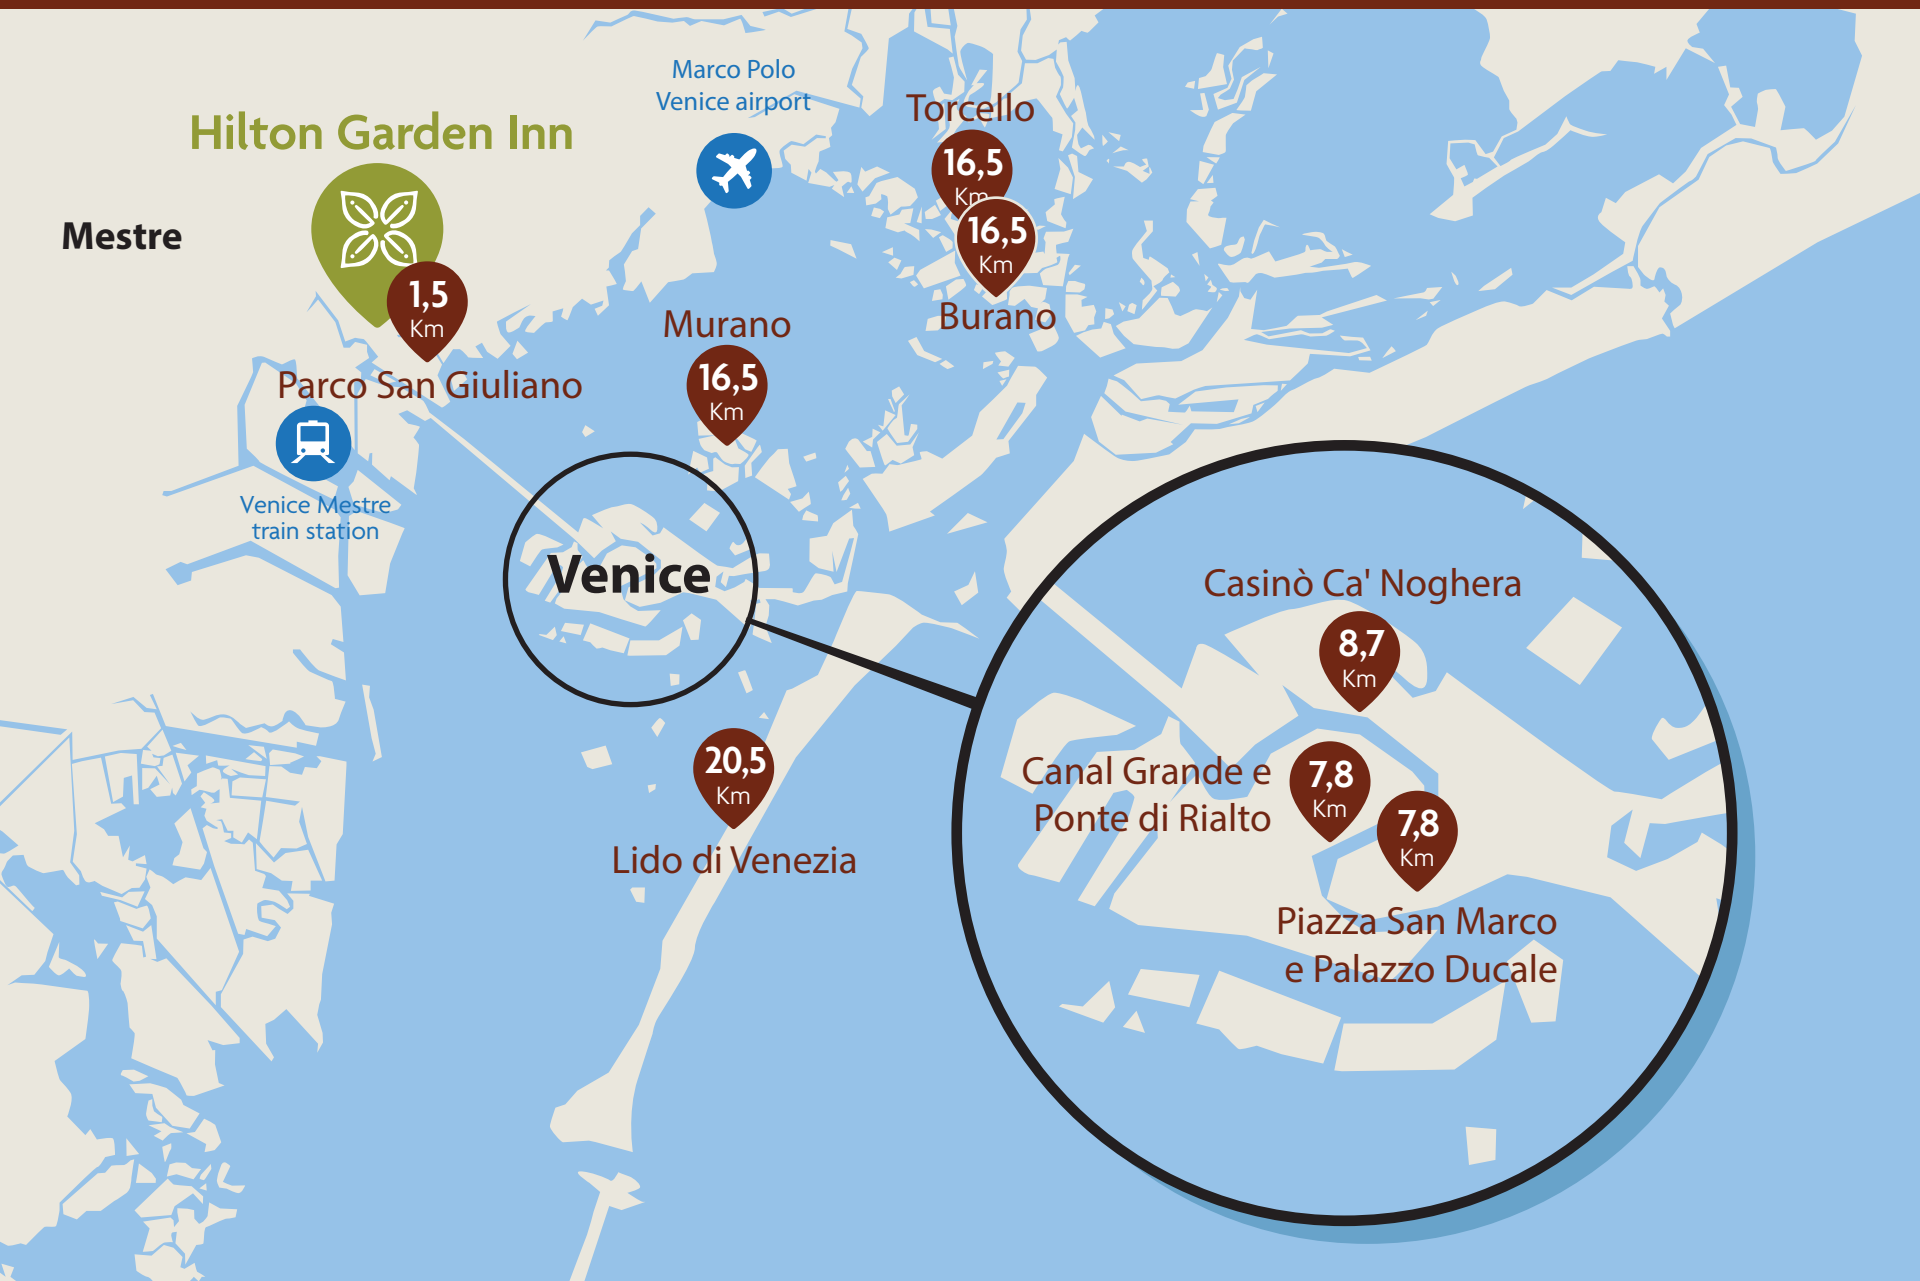 Marco Polo
Venice airport
Hilton Garden Inn
Torcello
16,5
Km
Mestre
16,5
Km
Burano
1,5
Km
Parco San Giuliano
Murano
16,5
Km
Venice Mestre
train station
Venice
Casinò Ca' Noghera
8,7
Km
Canal Grande e
Ponte di Rialto
7,8
Km
7,8
Km
Piazza San Marco
e Palazzo Ducale
20,5
Km
Lido di Venezia